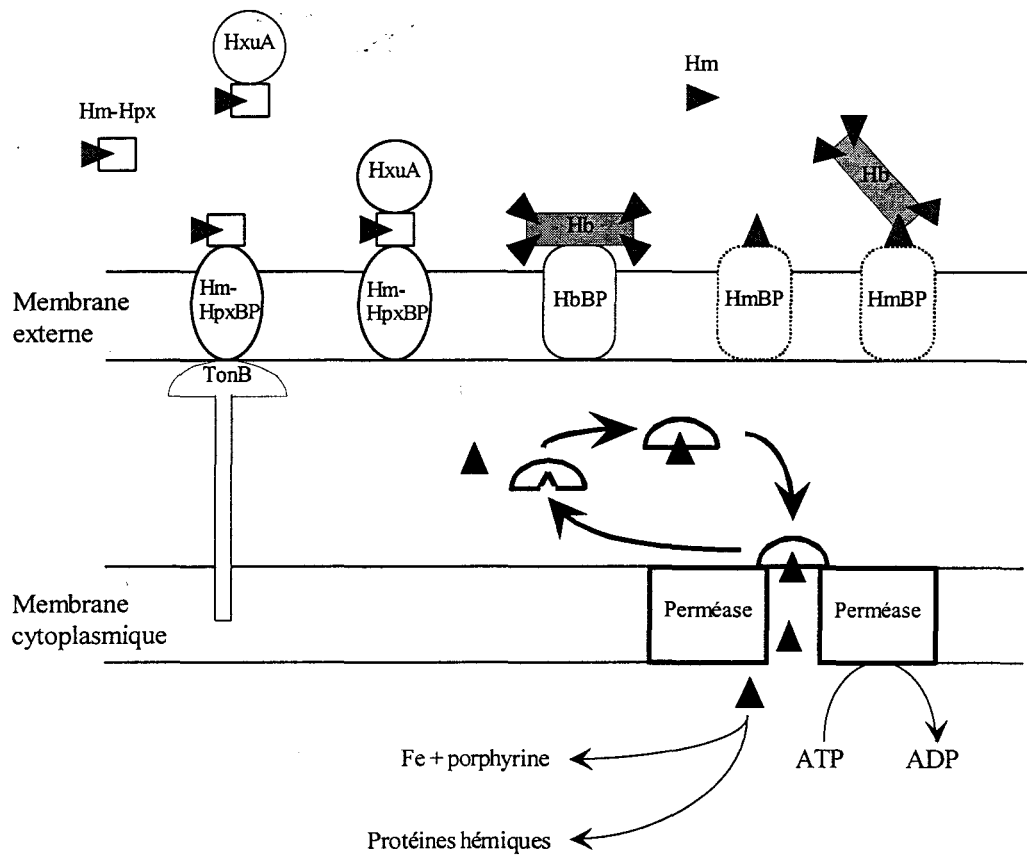 HxuA
Hm
Hm-Hpx
HxuA
Hb
Hb
Membrane
externe
Hm-
HpxBP
Hm-
HpxBP
HbBP
HmBP
HmBP
TonB
Membrane
cytoplasmique
Perméase
Perméase
Fe + porphyrine
ATP
ADP
Protéines hémiques